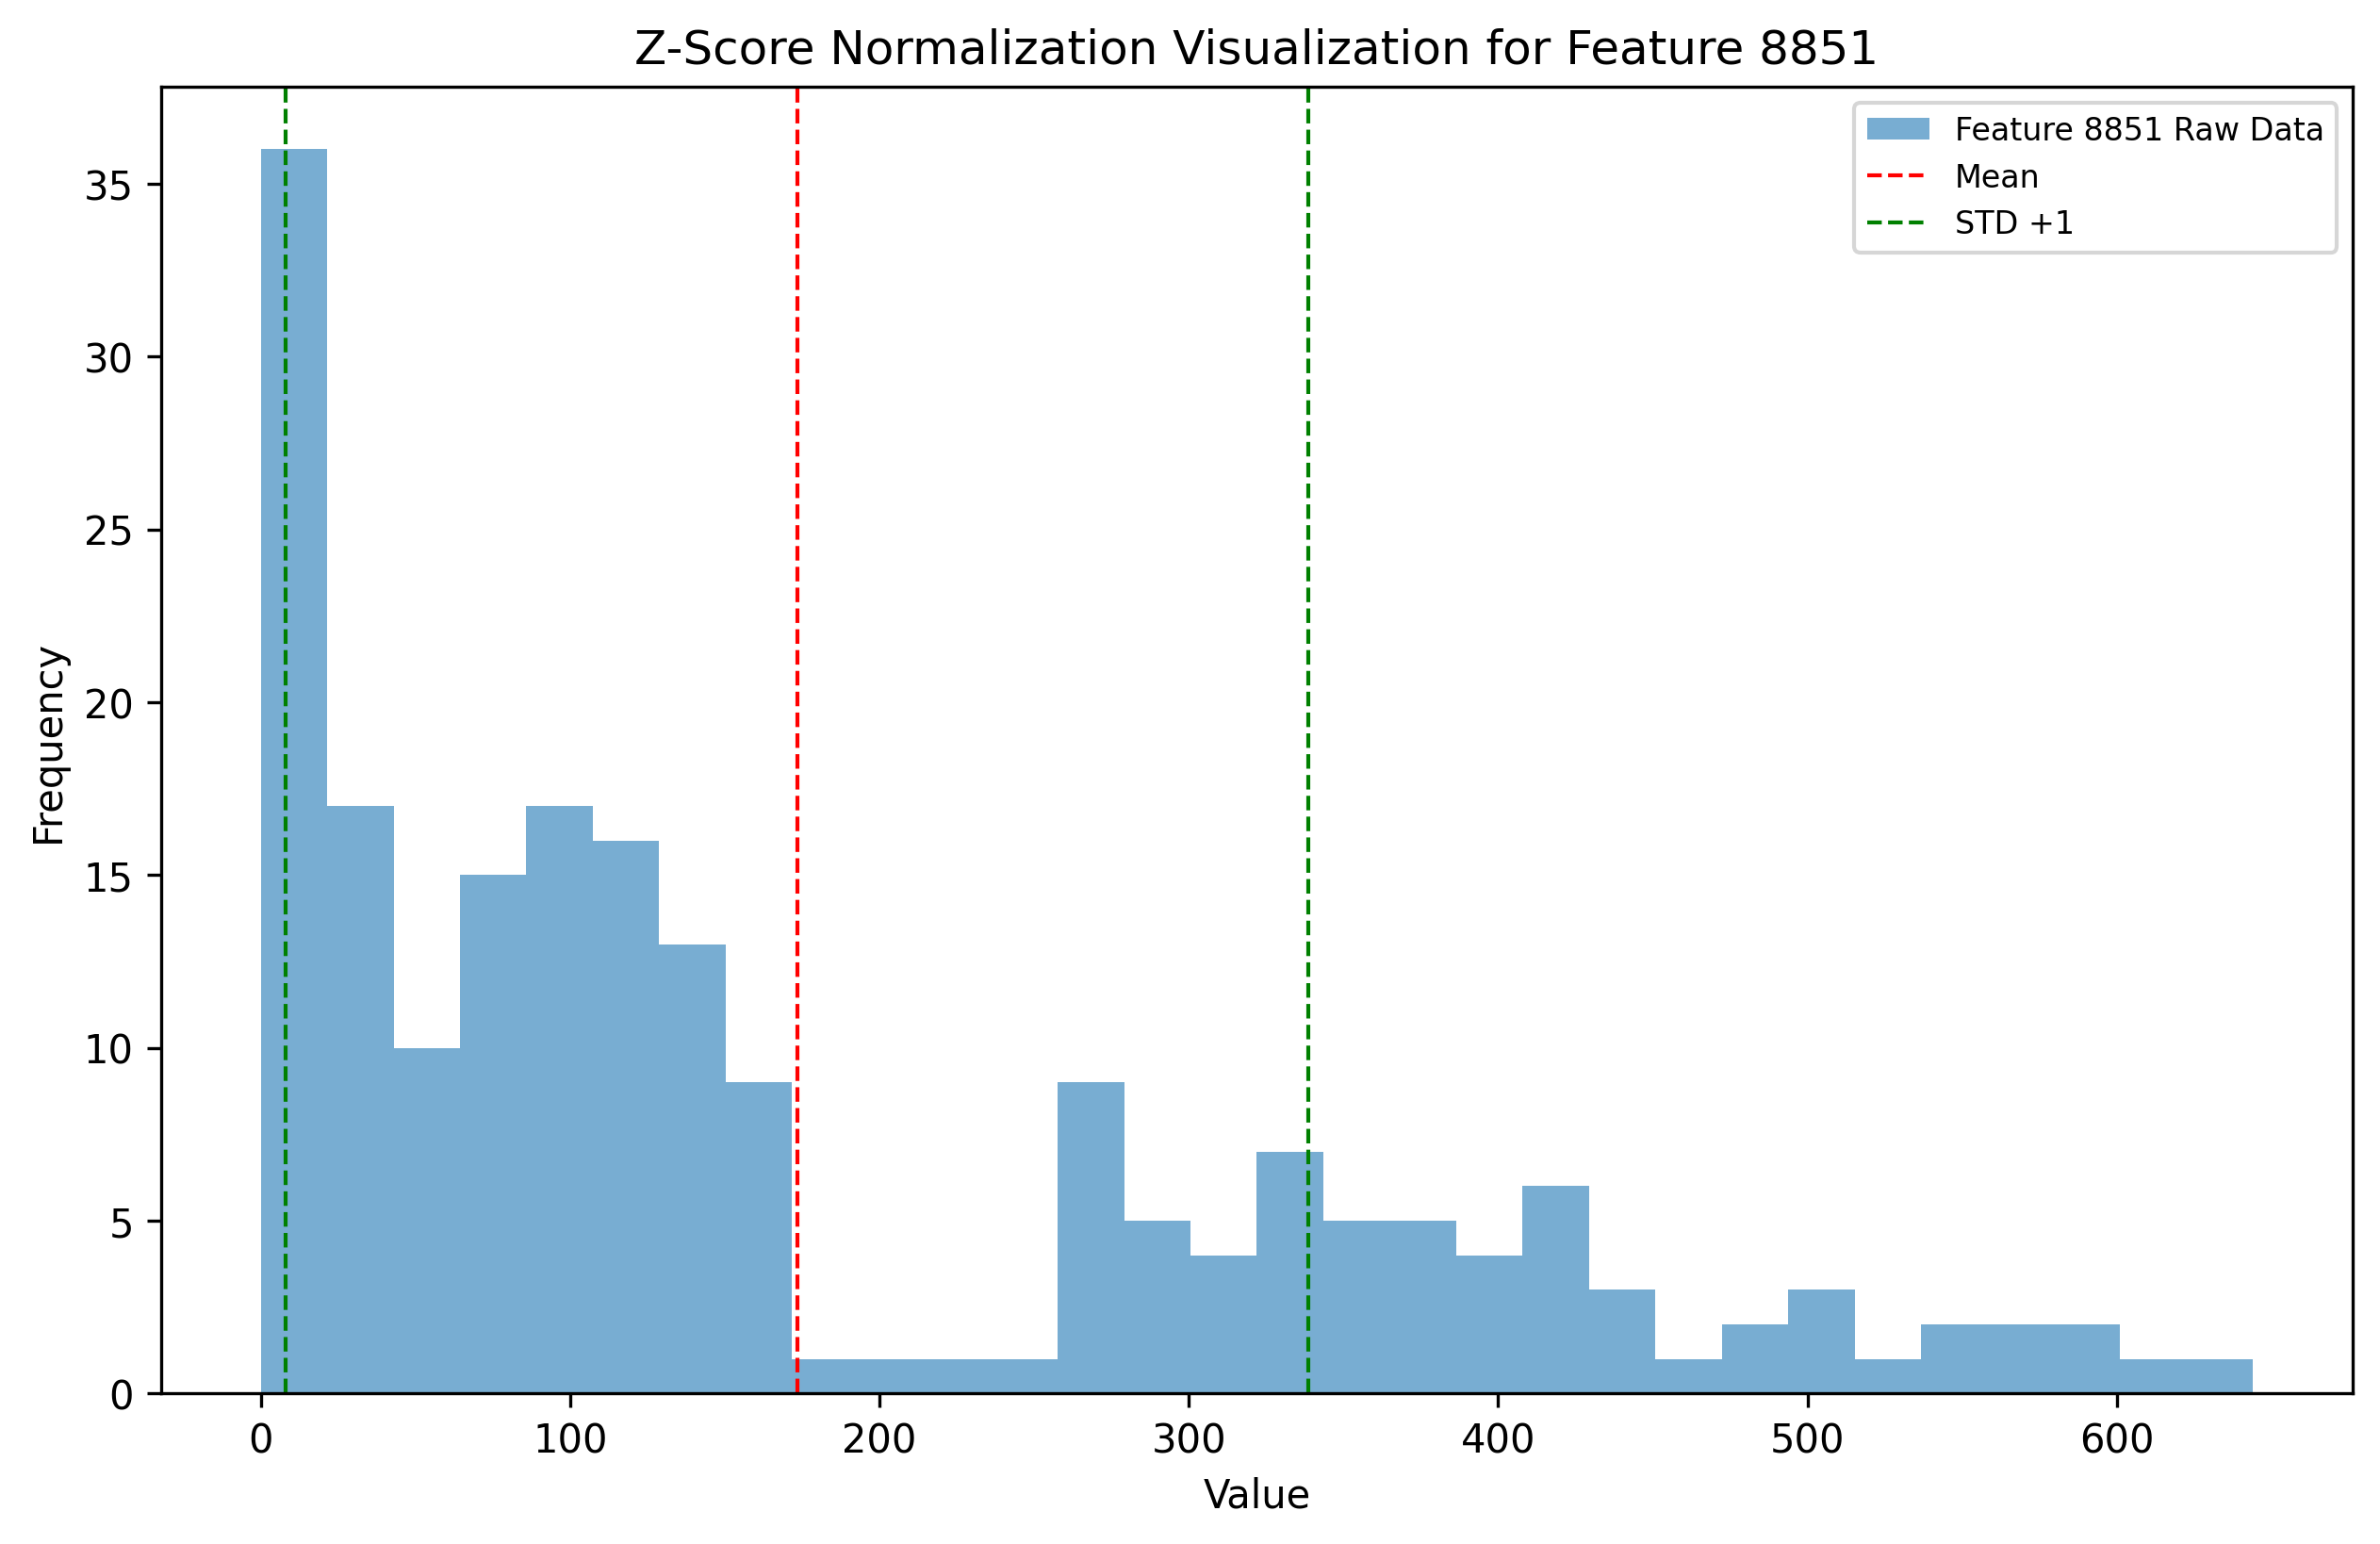 Z-Score Normalization Visualization for Feature 8851
Feature 8851 Raw Data
Mean
STD +1
35
30
25
20
15
10
5
0
Frequency
0 100 200 300 400 500 600
Value